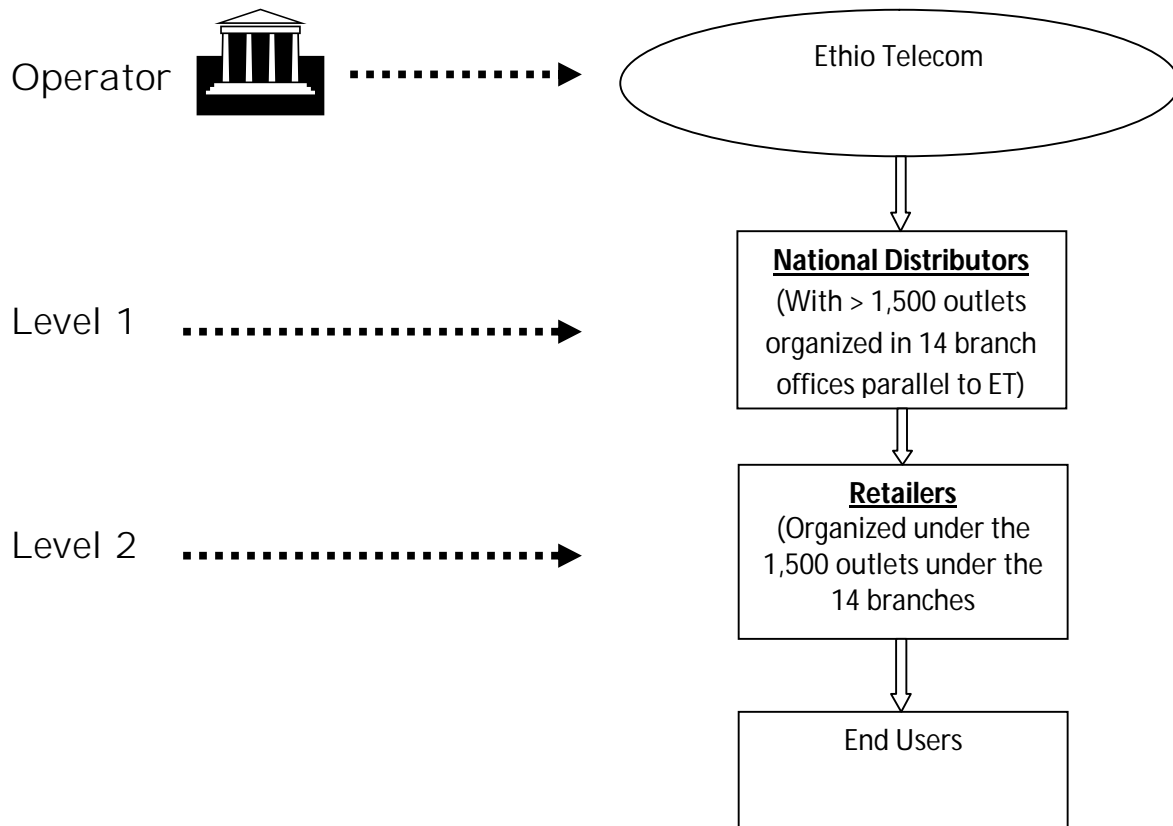 Operator
Ethio Telecom
Level 1
National Distributors
(With > 1,500 outlets
organized in 14 branch
offices parallel to ET)
Level 2
Retailers
(Organized under the
1,500 outlets under the
14 branches
End Users